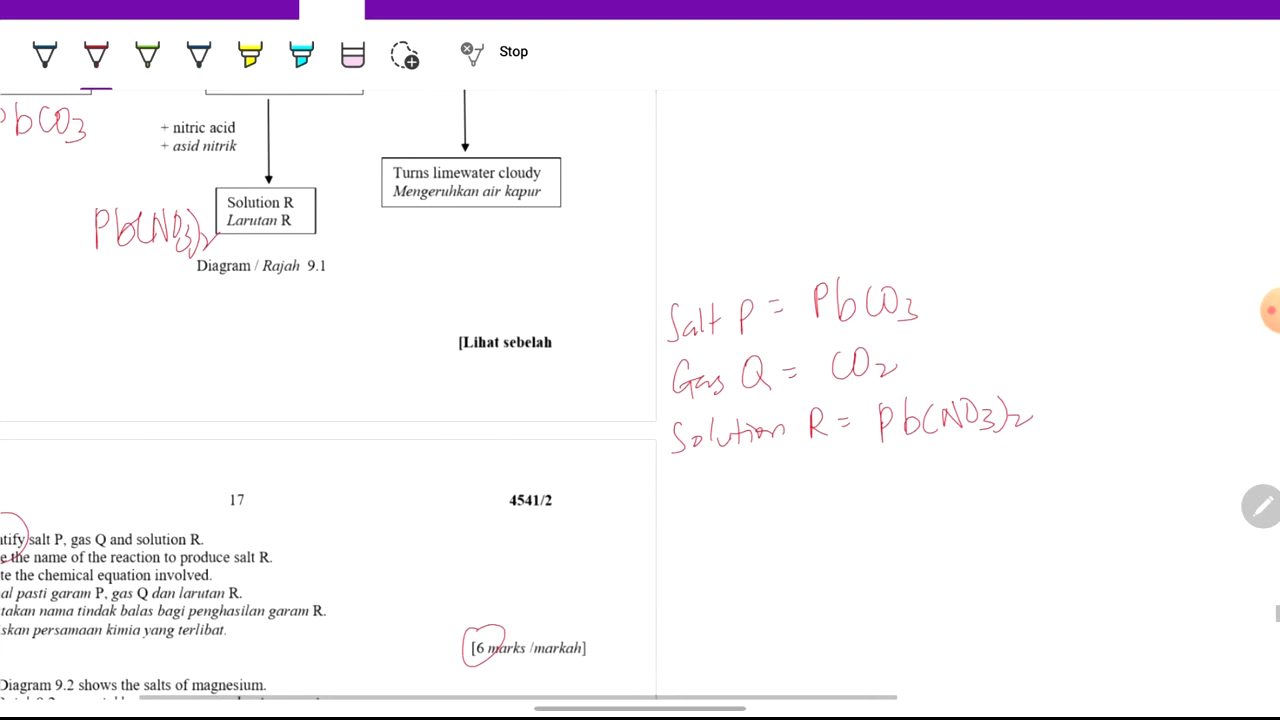 Stop
PbCO3
+ nitric acid
+ asid nitrik
Turns limewater cloudy
Mengeruhkan air kapur
Solution R
Larutan R
Pb(NO3)2
Diagram / Rajah 9.1
[Lihat sebelah
Salt P = PbCO3
Gas Q = CO2
Solution R = Pb(NO3)2
17
4541/2
tify salt P, gas Q and solution R.
e the name of the reaction to produce salt R.
te the chemical equation involved.
al pasti garam P, gas Q dan larutan R.
takan nama tindak balas bagi penghasilan garam R.
skan persamaan kimia yang terlibat.
[6 marks /markah]
Diagram 9.2 shows the salts of magnesium.